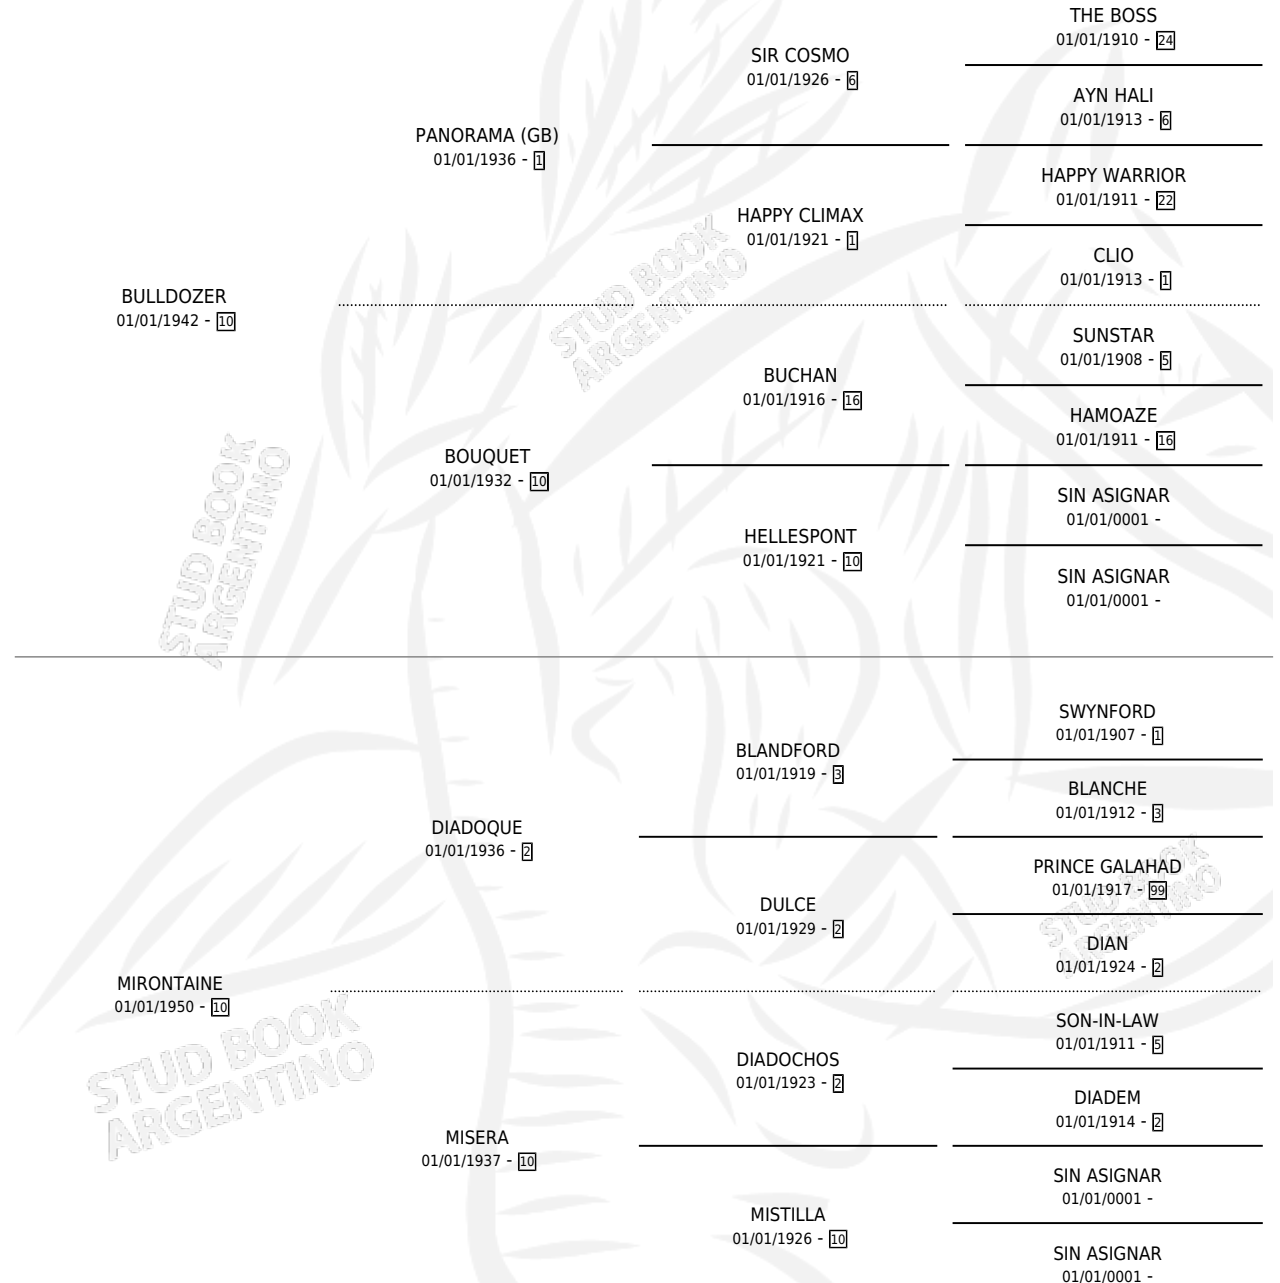 THE BOSS
01/01/1910 - 24
SIR COSMO
01/01/1926 - 6
AYN HALI
01/01/1913 - 6
PANORAMA (GB)
01/01/1936 - 1
HAPPY WARRIOR
01/01/1911 - 22
HAPPY CLIMAX
01/01/1921 - 1
CLIO
01/01/1913 - 1
BULLDOZER
01/01/1942 - 10
SUNSTAR
01/01/1908 - 5
BUCHAN
01/01/1916 - 16
HAMOAZE
01/01/1911 - 16
BOUQUET
01/01/1932 - 10
SIN ASIGNAR
01/01/0001 -
HELLESPONT
01/01/1921 - 10
SIN ASIGNAR
01/01/0001 -
SWYNFORD
01/01/1907 - 1
BLANDFORD
01/01/1919 - 3
BLANCHE
01/01/1912 - 3
DIADOQUE
01/01/1936 - 2
PRINCE GALAHAD
01/01/1917 - 99
DULCE
01/01/1929 - 2
DIAN
01/01/1924 - 2
MIRONTAINE
01/01/1950 - 10
SON-IN-LAW
01/01/1911 - 5
DIADOCHOS
01/01/1923 - 2
DIADEM
01/01/1914 - 2
MISERA
01/01/1937 - 10
SIN ASIGNAR
01/01/0001 -
MISTILLA
01/01/1926 - 10
SIN ASIGNAR
01/01/0001 -
STUD BOOK
ARGENTINO
STUD BOOK
ARGENTINO
STUD BOOK
ARGENTINO
STUD BOOK
ARGENTINO